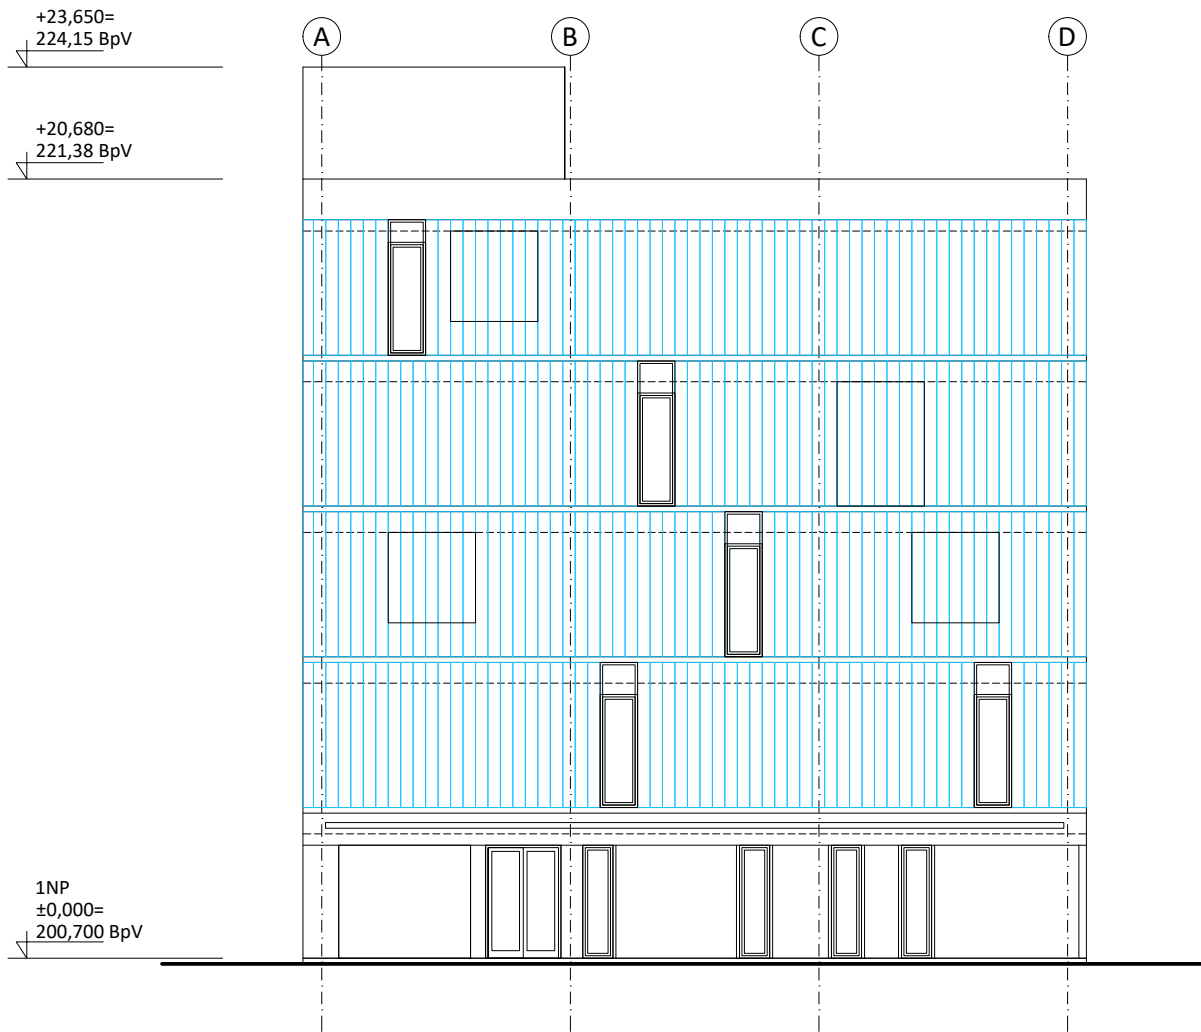 +23,650=
224,15 BpV
A
B
C
D
+20,680=
221,38 BpV
1NP
±0,000=
200,700 BpV